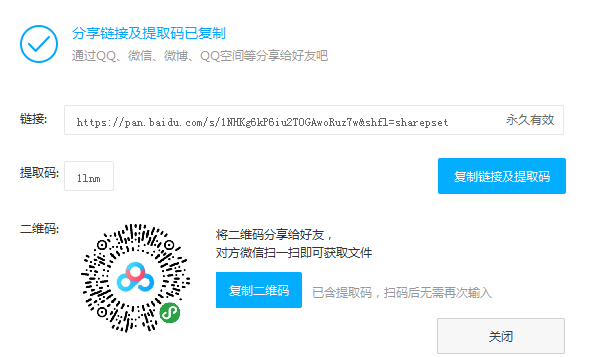 分享链接及提取码已复制
通过QQ、微信、微博、QQ空间等分享给好友吧
链接: https://pan.baidu.com/s/1NHKg6kP6iu2TOGAwoRuz7w&shfl=sharepset 永久有效
提取码: 1lnm 复制链接及提取码
二维码:
将二维码分享给好友，
对方微信扫一扫即可获取文件
复制二维码 已含提取码，扫码后无需再次输入
关闭